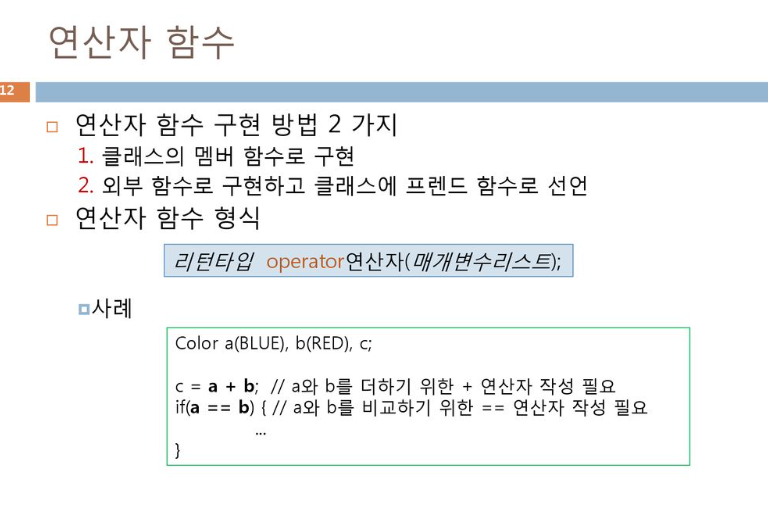 연산자 함수
12
연산자 함수 구현 방법 2 가지
1. 클래스의 멤버 함수로 구현
2. 외부 함수로 구현하고 클래스에 프렌드 함수로 선언
연산자 함수 형식
리턴타입 operator연산자(매개변수리스트);
사례
Color a(BLUE), b(RED), c;
c = a + b; // a와 b를 더하기 위한 + 연산자 작성 필요
if(a == b) { // a와 b를 비교하기 위한 == 연산자 작성 필요
...
}